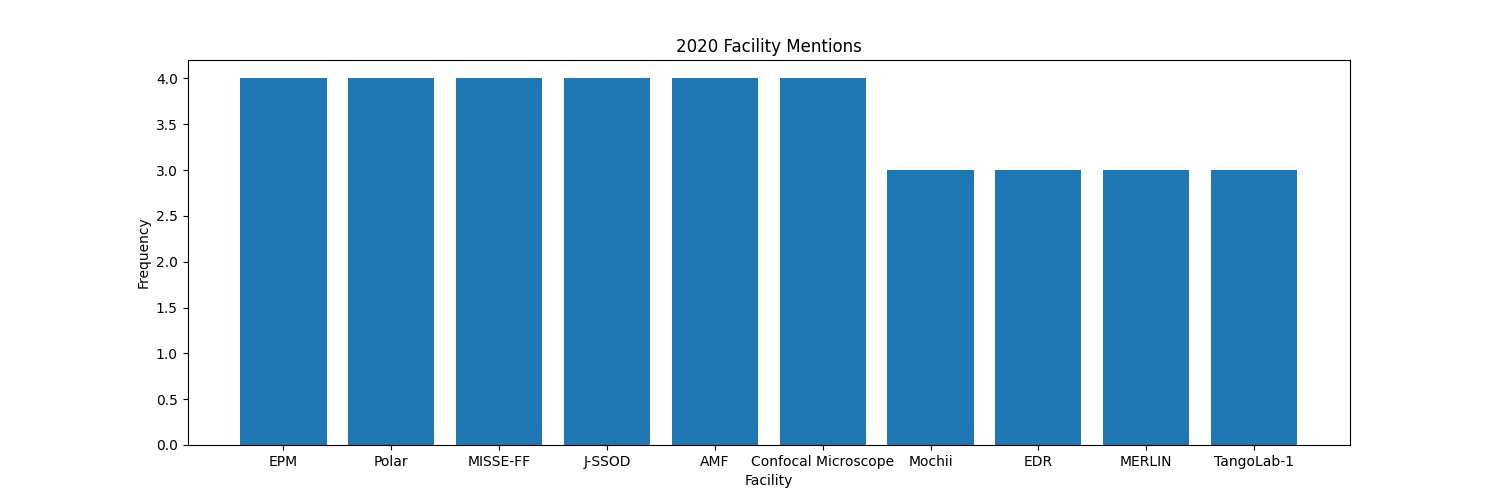 2020 Facility Mentions
4.0
3.5
3.0
2.5
2.0
1.5
1.0
0.5
0.0
Frequency
EPM Polar MISSE-FF J-SSOD AMF Confocal Microscope Mochii EDR MERLIN TangoLab-1
Facility